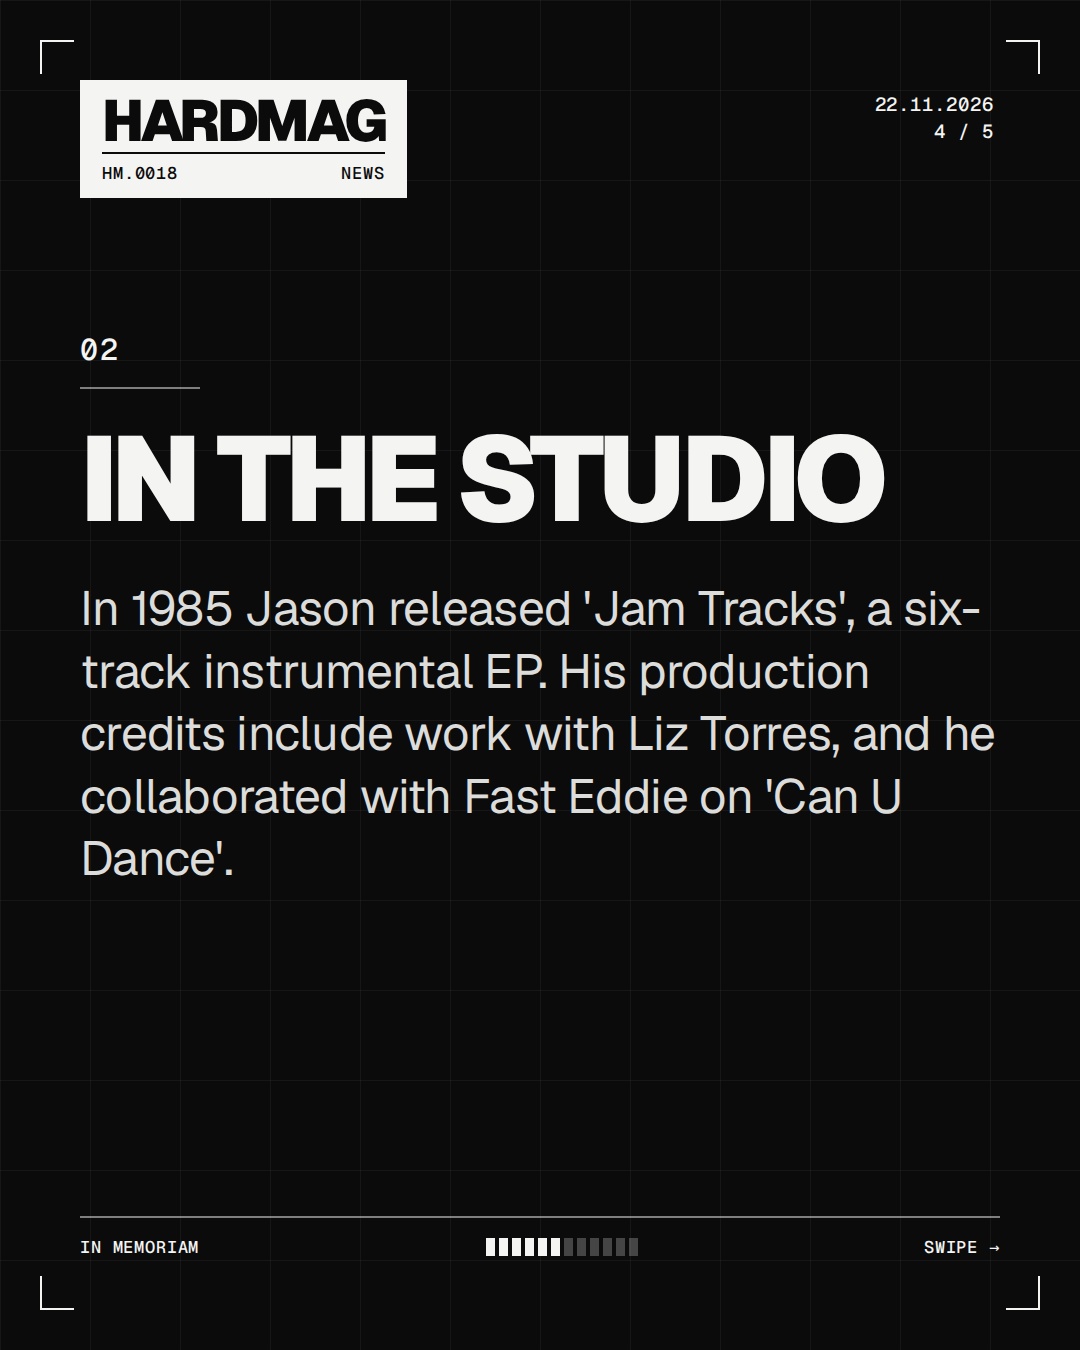 HARDMAG
HM.0018 NEWS
22.11.2026
4 / 5
02
IN THE STUDIO
In 1985 Jason released 'Jam Tracks', a six-
track instrumental EP. His production
credits include work with Liz Torres, and he
collaborated with Fast Eddie on 'Can U
Dance'.
IN MEMORIAM
SWIPE →